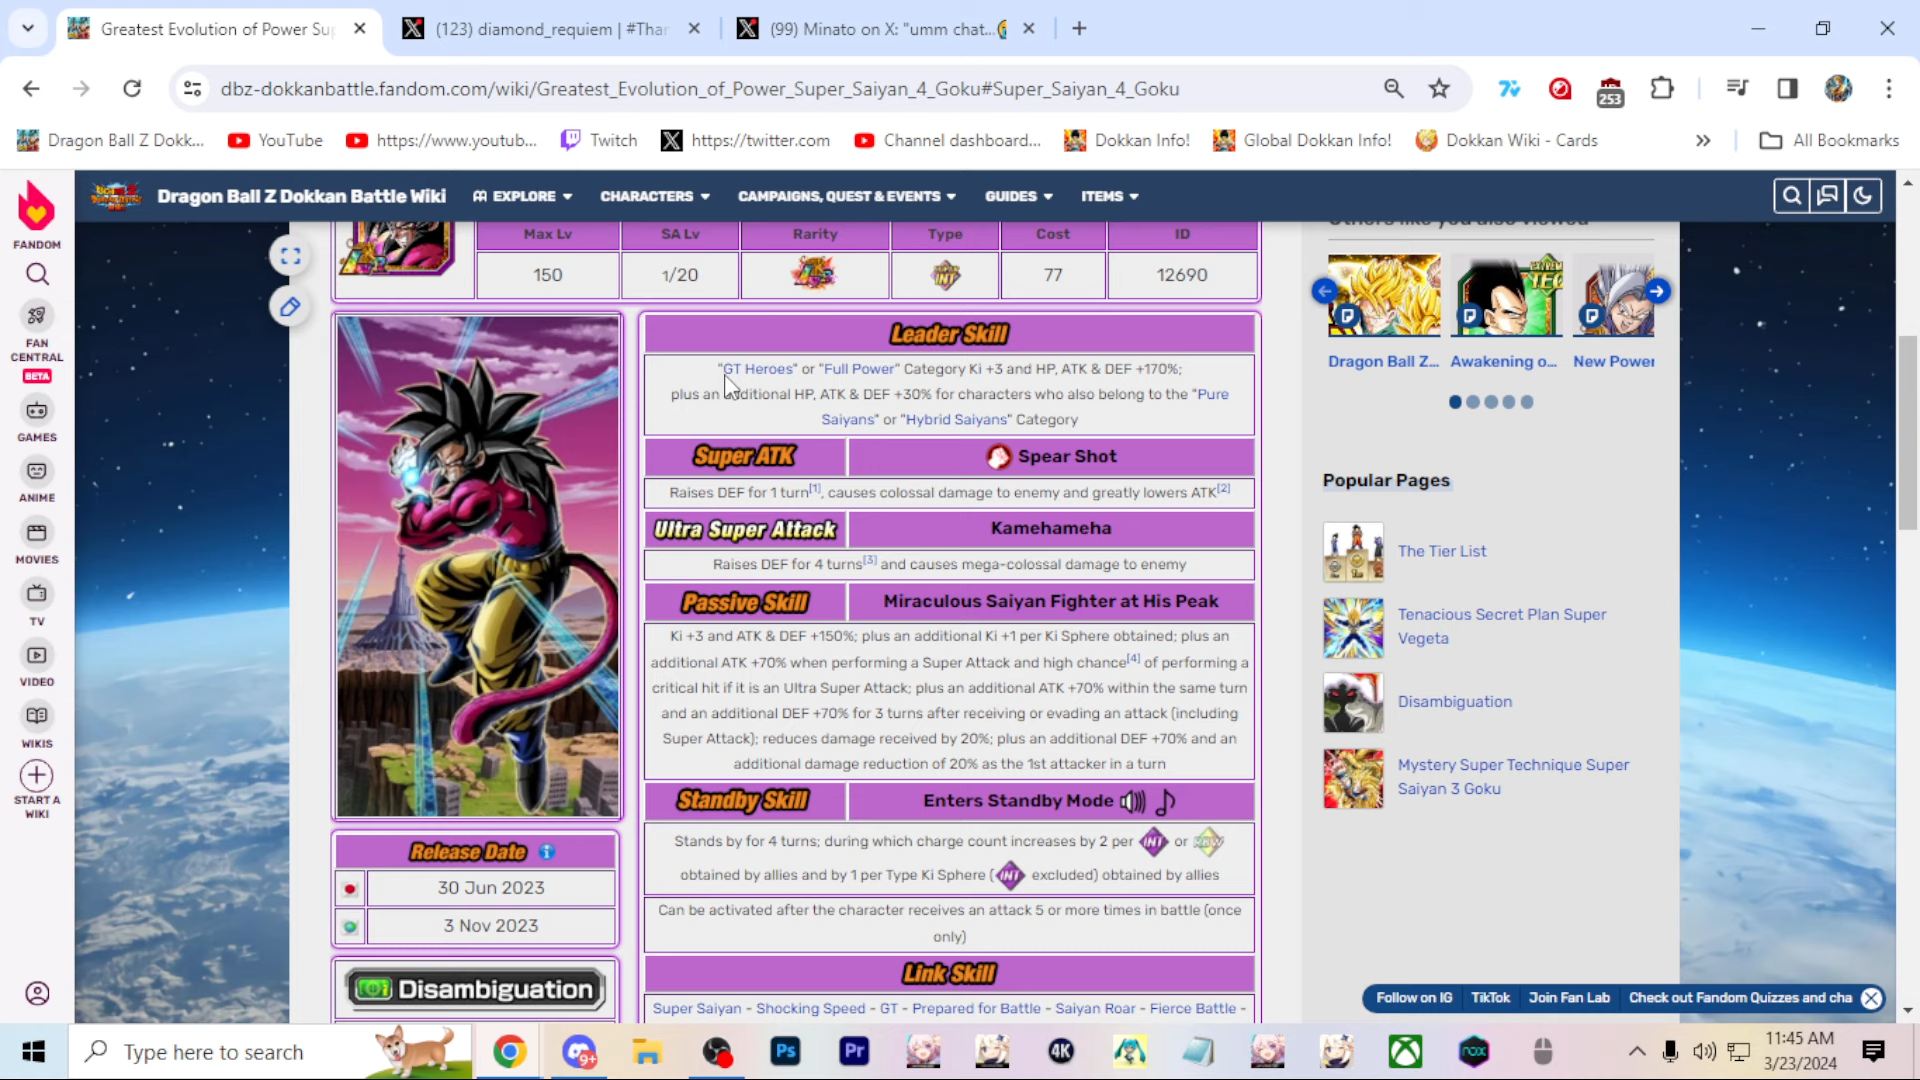 Greatest Evolution of Power Sup
(123) diamond_requiem | #Than
(99) Minato on X: "umm chat...
dbz-dokkanbattle.fandom.com/wiki/Greatest_Evolution_of_Power_Super_Saiyan_4_Goku#Super_Saiyan_4_Goku
253
Dragon Ball Z Dokk...
YouTube
https://www.youtub...
Twitch
https://twitter.com
Channel dashboard...
Dokkan Info!
Global Dokkan Info!
Dokkan Wiki - Cards
All Bookmarks
Dragon Ball Z Dokkan Battle Wiki
EXPLORE
CHARACTERS
CAMPAIGNS, QUEST & EVENTS
GUIDES
ITEMS
FANDOM
FAN CENTRAL
BETA
GAMES
ANIME
MOVIES
TV
VIDEO
WIKIS
START A WIKI
Max Lv
SA Lv
Rarity
Type
Cost
ID
150
1/20
77
12690
Leader Skill
"GT Heroes" or "Full Power" Category Ki +3 and HP, ATK & DEF +170%;
plus an additional HP, ATK & DEF +30% for characters who also belong to the "Pure
Saiyans" or "Hybrid Saiyans" Category
Super ATK
Spear Shot
Raises DEF for 1 turn[1], causes colossal damage to enemy and greatly lowers ATK[2]
Ultra Super Attack
Kamehameha
Raises DEF for 4 turns[3] and causes mega-colossal damage to enemy
Passive Skill
Miraculous Saiyan Fighter at His Peak
Ki +3 and ATK & DEF +150%; plus an additional Ki +1 per Ki Sphere obtained; plus an
additional ATK +70% when performing a Super Attack and high chance[4] of performing a
critical hit if it is an Ultra Super Attack; plus an additional ATK +70% within the same turn
and an additional DEF +70% for 3 turns after receiving or evading an attack (including
Super Attack); reduces damage received by 20%; plus an additional DEF +70% and an
additional damage reduction of 20% as the 1st attacker in a turn
Standby Skill
Enters Standby Mode
Stands by for 4 turns; during which charge count increases by 2 per INT or
obtained by allies and by 1 per Type Ki Sphere (INT excluded) obtained by allies
Can be activated after the character receives an attack 5 or more times in battle (once
only)
Link Skill
Super Saiyan - Shocking Speed - GT - Prepared for Battle - Saiyan Roar - Fierce Battle -
Release Date
30 Jun 2023
3 Nov 2023
Disambiguation
Others like you also viewed
Dragon Ball Z...
Awakening o...
New Power
Popular Pages
The Tier List
Tenacious Secret Plan Super
Vegeta
Disambiguation
Mystery Super Technique Super
Saiyan 3 Goku
Follow on IG
TikTok
Join Fan Lab
Check out Fandom Quizzes and cha
Type here to search
9+
Ps
Pr
4K
nox
11:45 AM
3/23/2024